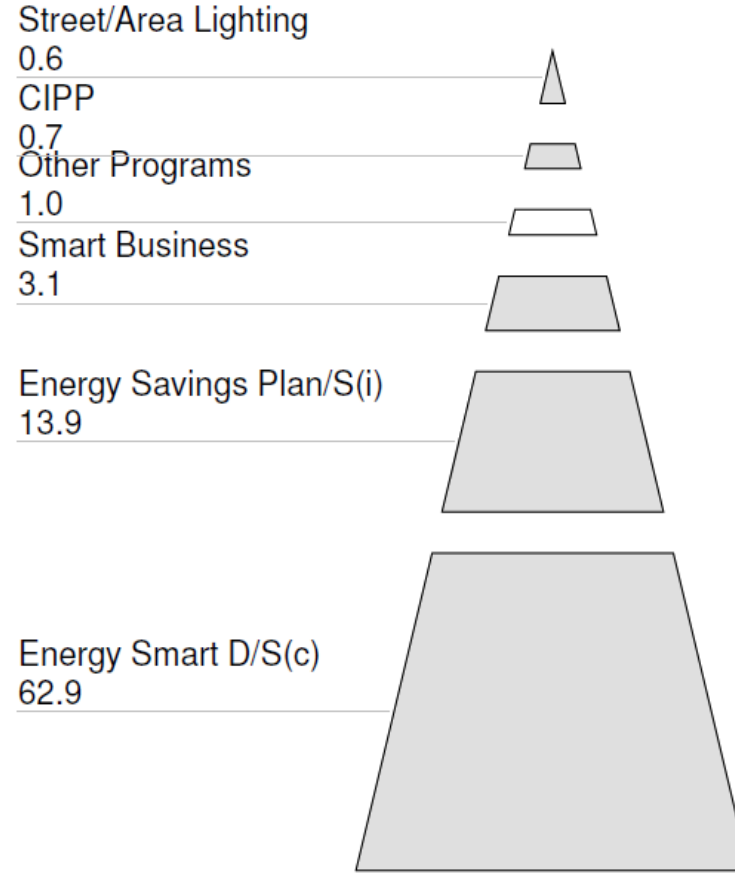 Street/Area Lighting
0.6
CIPP
0.7
Other Programs
1.0
Smart Business
3.1
Energy Savings Plan/S(i)
13.9
Energy Smart D/S(c)
62.9